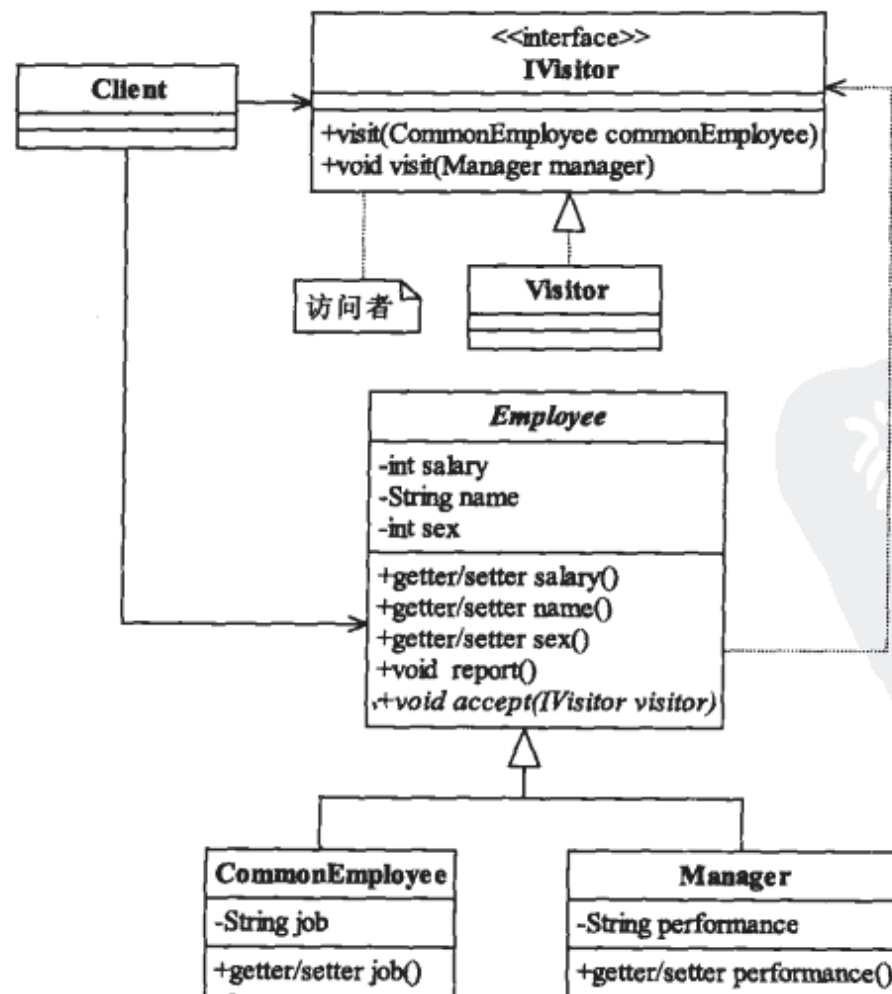 <<interface>>
IVisitor
Client
+visit(CommonEmployee commonEmployee)
+void visit(Manager manager)
访问者
Visitor
Employee
-int salary
-String name
-int sex
+getter/setter salary()
+getter/setter name()
+getter/setter sex()
+void report()
+void accept(IVisitor visitor)
CommonEmployee
-String job
+getter/setter job()
Manager
-String performance
+getter/setter performance()